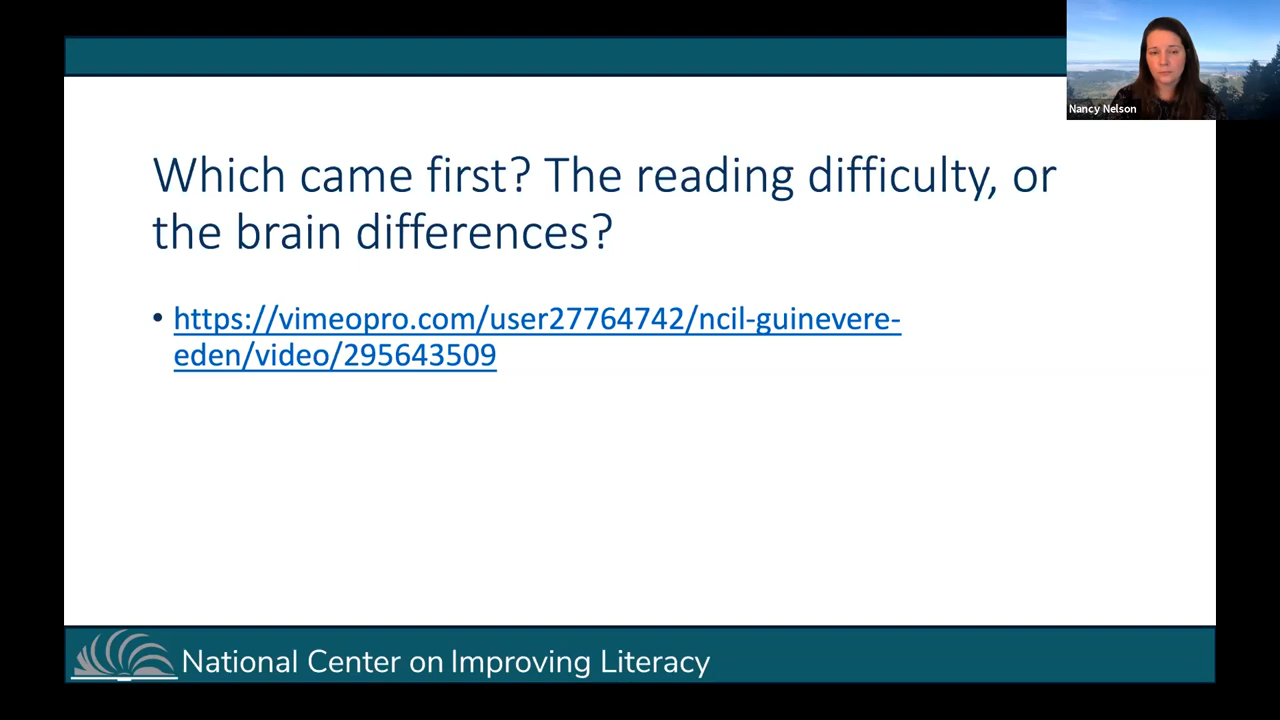 Nancy Nelson
Which came first? The reading difficulty, or
the brain differences?
• https://vimeopro.com/user27764742/ncil-guinevere-
eden/video/295643509
National Center on Improving Literacy